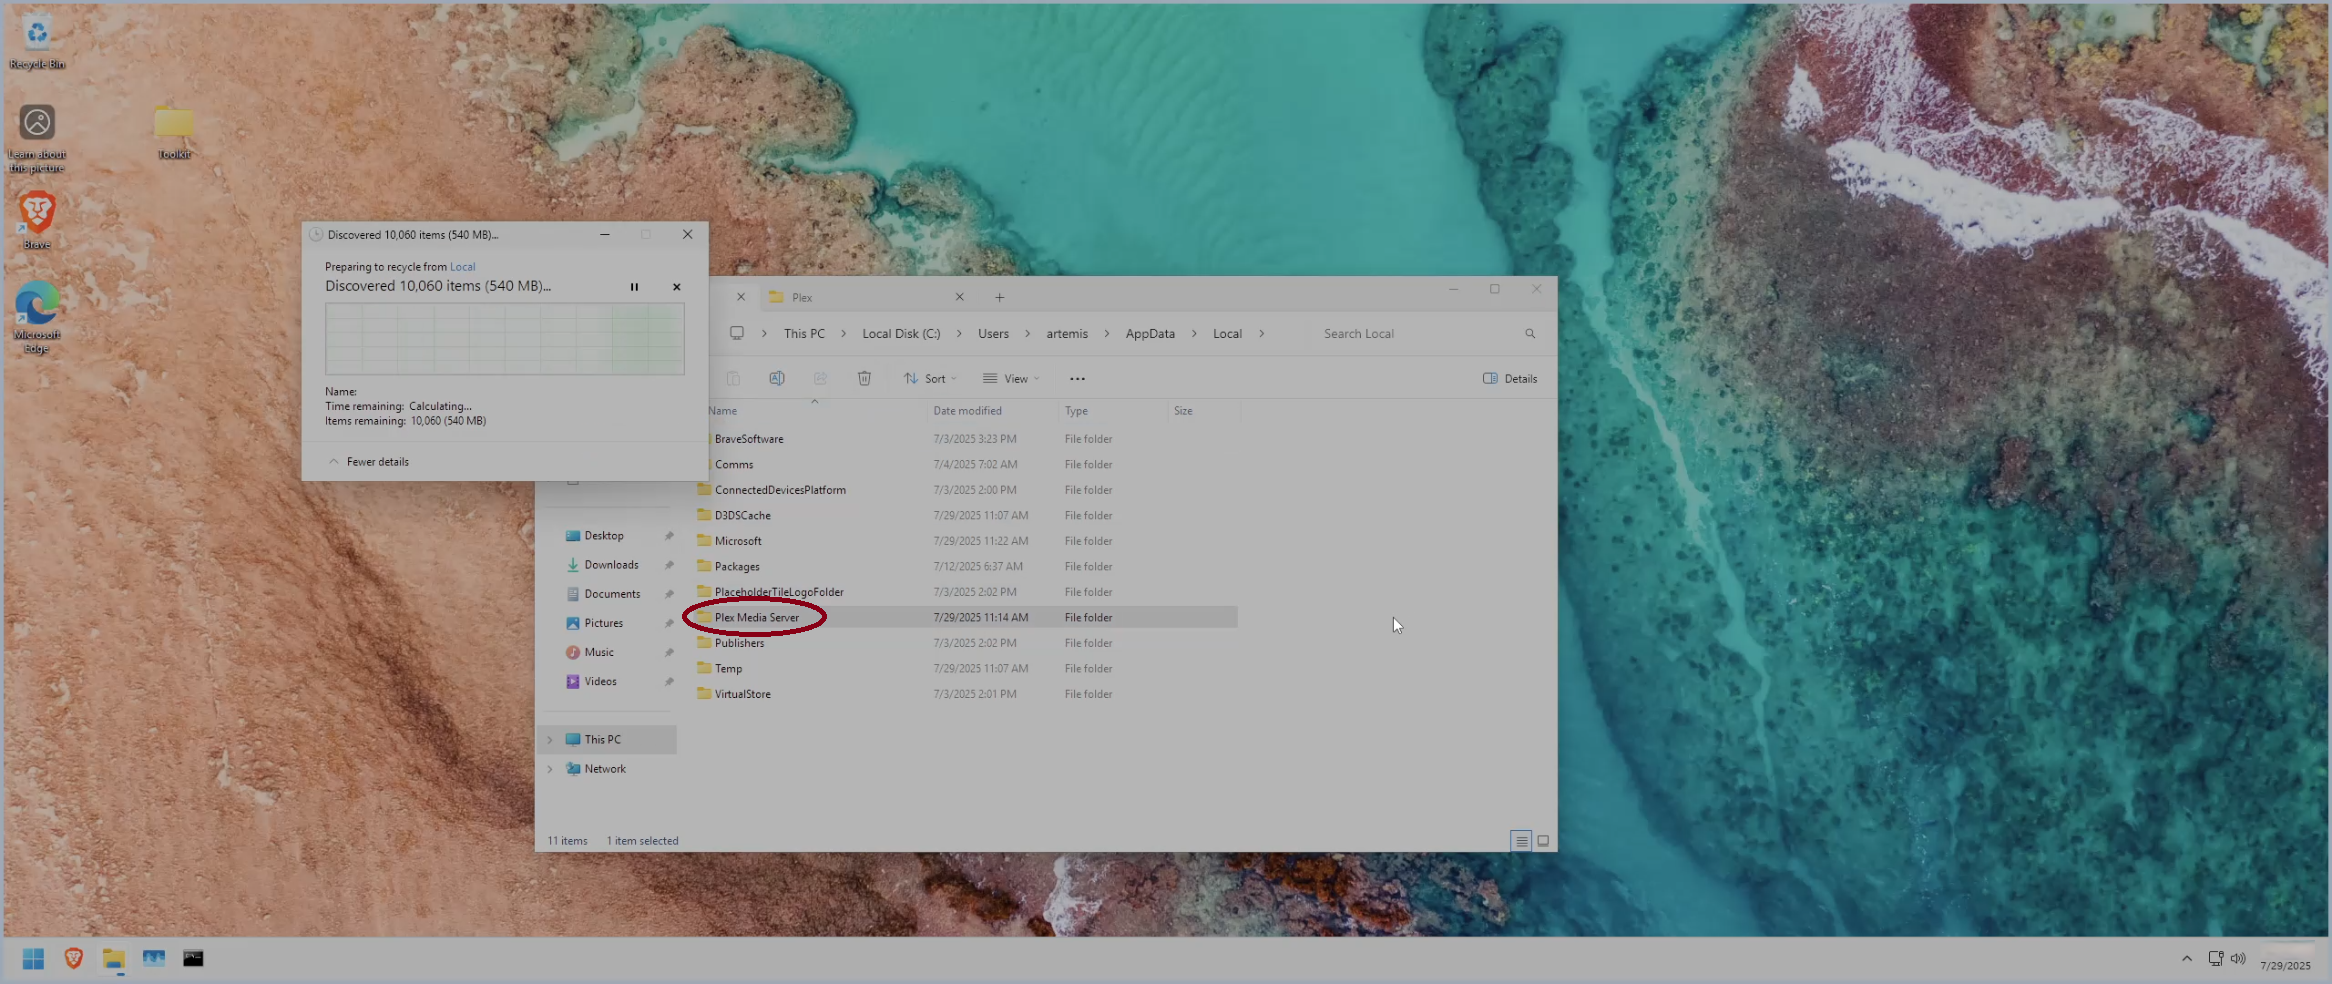 Recycle Bin
Learn about
this picture
Toolkit
Brave
Microsoft
Edge
Discovered 10,060 items (540 MB)...
Preparing to recycle from Local
Discovered 10,060 items (540 MB)...
Name:
Time remaining: Calculating...
Items remaining: 10,060 (540 MB)
Fewer details
Plex
This PC > Local Disk (C:) > Users > artemis > AppData > Local >
Search Local
Sort
View
Details
Name Date modified Type Size
BraveSoftware 7/3/2025 3:23 PM File folder
Comms 7/4/2025 7:02 AM File folder
ConnectedDevicesPlatform 7/3/2025 2:00 PM File folder
D3DSCache 7/29/2025 11:07 AM File folder
Microsoft 7/29/2025 11:22 AM File folder
Packages 7/12/2025 6:37 AM File folder
PlaceholderTileLogoFolder 7/3/2025 2:02 PM File folder
Plex Media Server 7/29/2025 11:14 AM File folder
Publishers 7/3/2025 2:02 PM File folder
Temp 7/29/2025 11:07 AM File folder
VirtualStore 7/3/2025 2:01 PM File folder
Desktop
Downloads
Documents
Pictures
Music
Videos
This PC
Network
11 items 1 item selected
7/29/2025